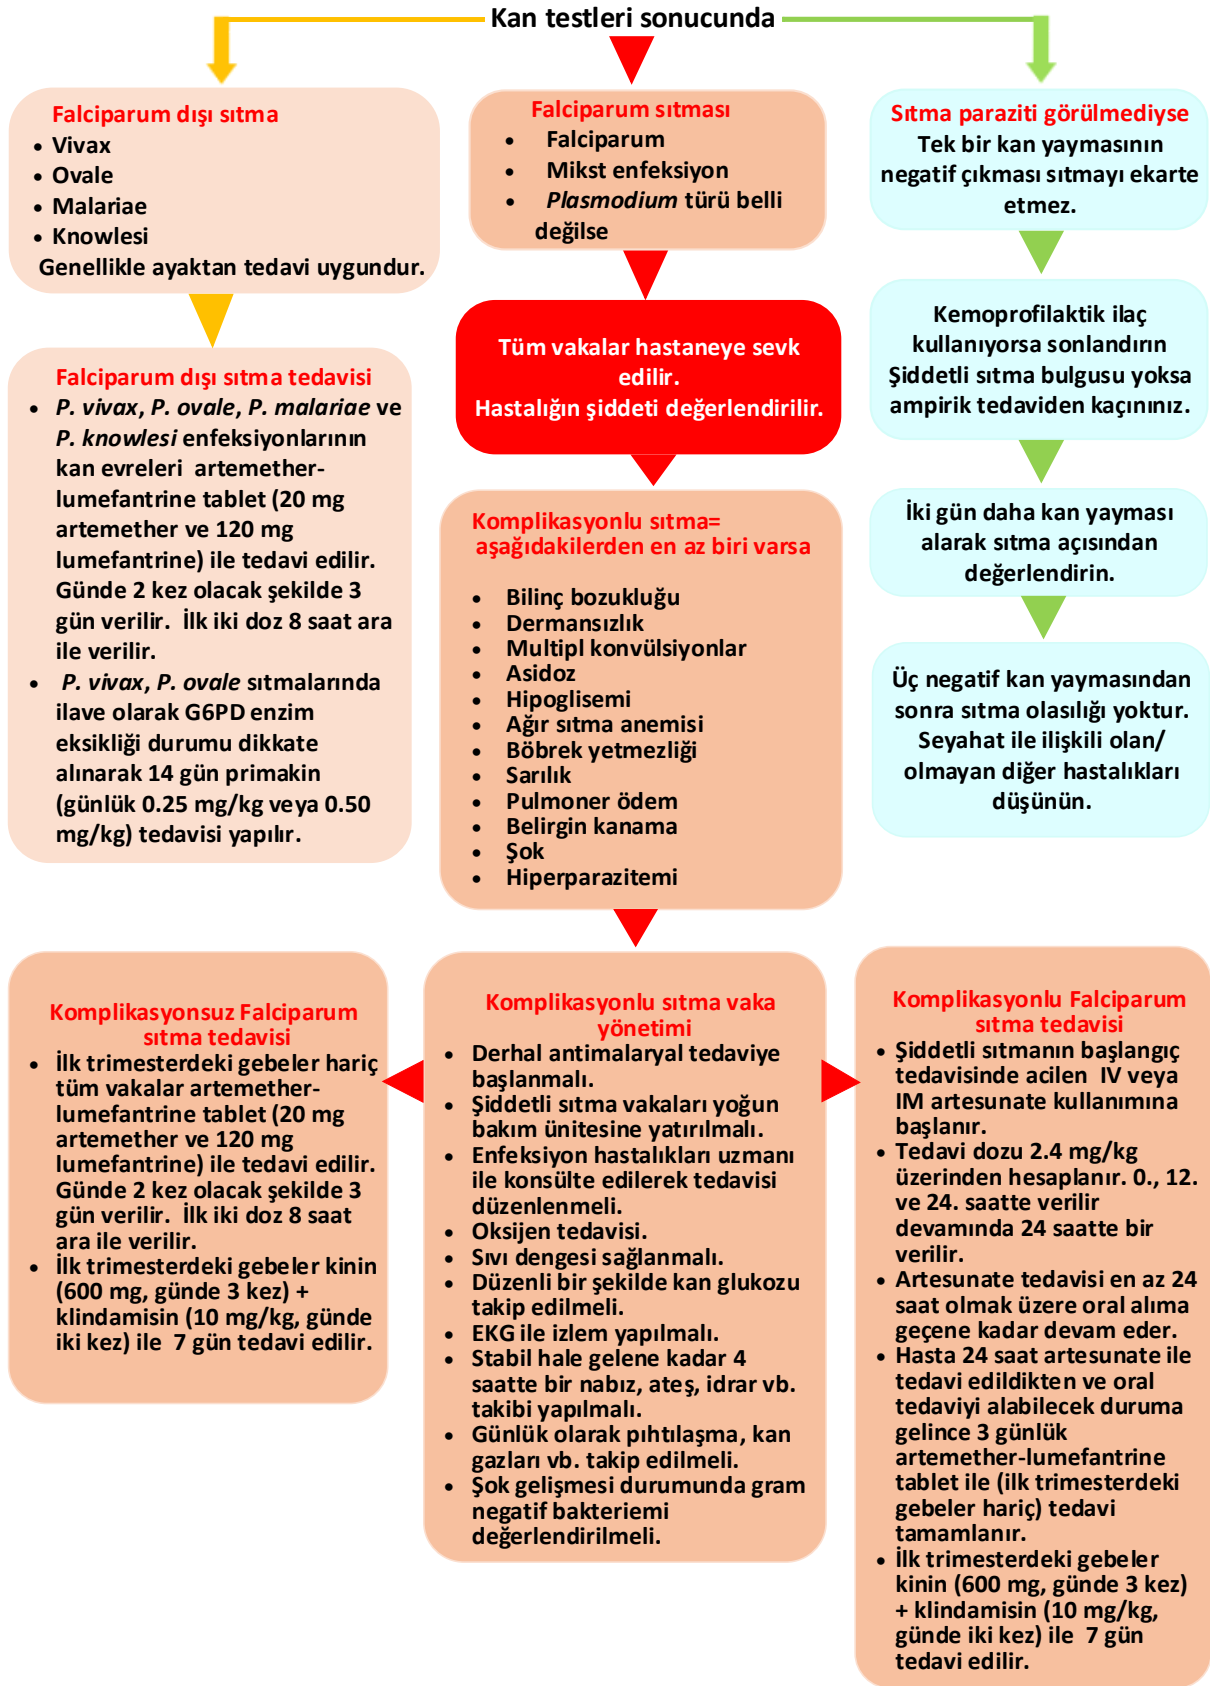 Kan testleri sonucunda
Falciparum dışı sıtma
• Vivax
• Ovale
• Malariae
• Knowlesi
Genellikle ayaktan tedavi uygundur.
Falciparum dışı sıtma tedavisi
• P. vivax, P. ovale, P. malariae ve
P. knowlesi enfeksiyonlarının
kan evreleri artemether-
lumefantrine tablet (20 mg
artemether ve 120 mg
lumefantrine) ile tedavi edilir.
Günde 2 kez olacak şekilde 3
gün verilir. İlk iki doz 8 saat ara
ile verilir.
• P. vivax, P. ovale sıtmalarında
ilave olarak G6PD enzim
eksikliği durumu dikkate
alınarak 14 gün primakin
(günlük 0.25 mg/kg veya 0.50
mg/kg) tedavisi yapılır.
Falciparum sıtması
• Falciparum
• Mikst enfeksiyon
• Plasmodium türü belli
değilse
Tüm vakalar hastaneye sevk
edilir.
Hastalığın şiddeti değerlendirilir.
Komplikasyonlu sıtma=
aşağıdakilerden en az biri varsa
• Bilinç bozukluğu
• Dermansızlık
• Multipl konvülsiyonlar
• Asidoz
• Hipoglisemi
• Ağır sıtma anemisi
• Böbrek yetmezliği
• Sarılık
• Pulmoner ödem
• Belirgin kanama
• Şok
• Hiperparazitemi
Sıtma paraziti görülmediyse
Tek bir kan yaymasının
negatif çıkması sıtmayı ekarte
etmez.
Kemoprofilaktik ilaç
kullanıyorsa sonlandırın
Şiddetli sıtma bulgusu yoksa
ampirik tedaviden kaçınınız.
İki gün daha kan yayması
alarak sıtma açısından
değerlendirin.
Üç negatif kan yaymasından
sonra sıtma olasılığı yoktur.
Seyahat ile ilişkili olan/
olmayan diğer hastalıkları
düşünün.
Komplikasyonsuz Falciparum
sıtma tedavisi
• İlk trimesterdeki gebeler hariç
tüm vakalar artemether-
lumefantrine tablet (20 mg
artemether ve 120 mg
lumefantrine) ile tedavi edilir.
Günde 2 kez olacak şekilde 3
gün verilir. İlk iki doz 8 saat
ara ile verilir.
• İlk trimesterdeki gebeler kinin
(600 mg, günde 3 kez) +
klindamisin (10 mg/kg, günde
iki kez) ile 7 gün tedavi edilir.
Komplikasyonlu sıtma vaka
yönetimi
• Derhal antimalaryal tedaviye
başlanmalı.
• Şiddetli sıtma vakaları yoğun
bakım ünitesine yatırılmalı.
• Enfeksiyon hastalıkları uzmanı
ile konsülte edilerek tedavisi
düzenlenmeli.
• Oksijen tedavisi.
• Sıvı dengesi sağlanmalı.
• Düzenli bir şekilde kan glukozu
takip edilmeli.
• EKG ile izlem yapılmalı.
• Stabil hale gelene kadar 4
saatte bir nabız, ateş, idrar vb.
takibi yapılmalı.
• Günlük olarak pıhtılaşma, kan
gazları vb. takip edilmeli.
• Şok gelişmesi durumunda gram
negatif bakteriemi
değerlendirilmeli.
Komplikasyonlu Falciparum
sıtma tedavisi
• Şiddetli sıtmanın başlangıç
tedavisinde acilen IV veya
IM artesunate kullanımına
başlanır.
• Tedavi dozu 2.4 mg/kg
üzerinden hesaplanır. 0., 12.
ve 24. saatte verilir
devamında 24 saatte bir
verilir.
• Artesunate tedavisi en az 24
saat olmak üzere oral alıma
geçene kadar devam eder.
• Hasta 24 saat artesunate ile
tedavi edildikten ve oral
tedaviyi alabilecek duruma
gelince 3 günlük
artemether-lumefantrine
tablet ile (ilk trimesterdeki
gebeler hariç) tedavi
tamamlanır.
• İlk trimesterdeki gebeler
kinin (600 mg, günde 3 kez)
+ klindamisin (10 mg/kg,
günde iki kez) ile 7 gün
tedavi edilir.